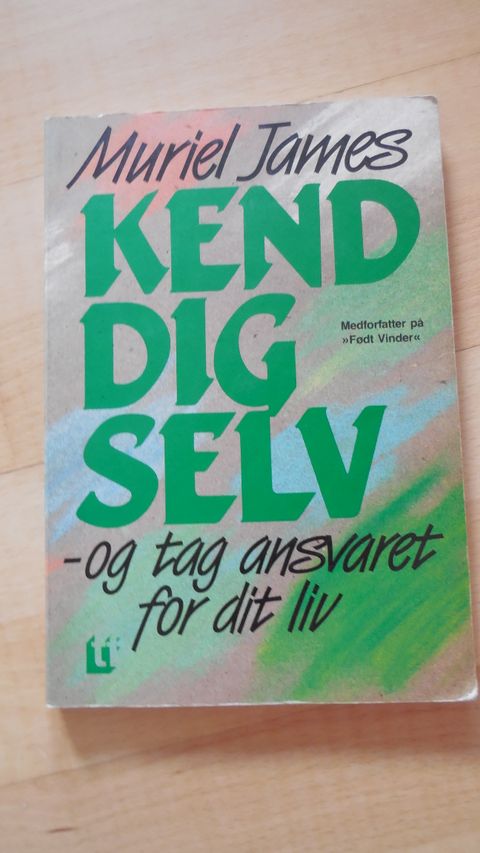 Muriel James
KEND
DIG
Medforfatter på
»Født Vinder«
SELV
-og tag ansvaret
for dit liv